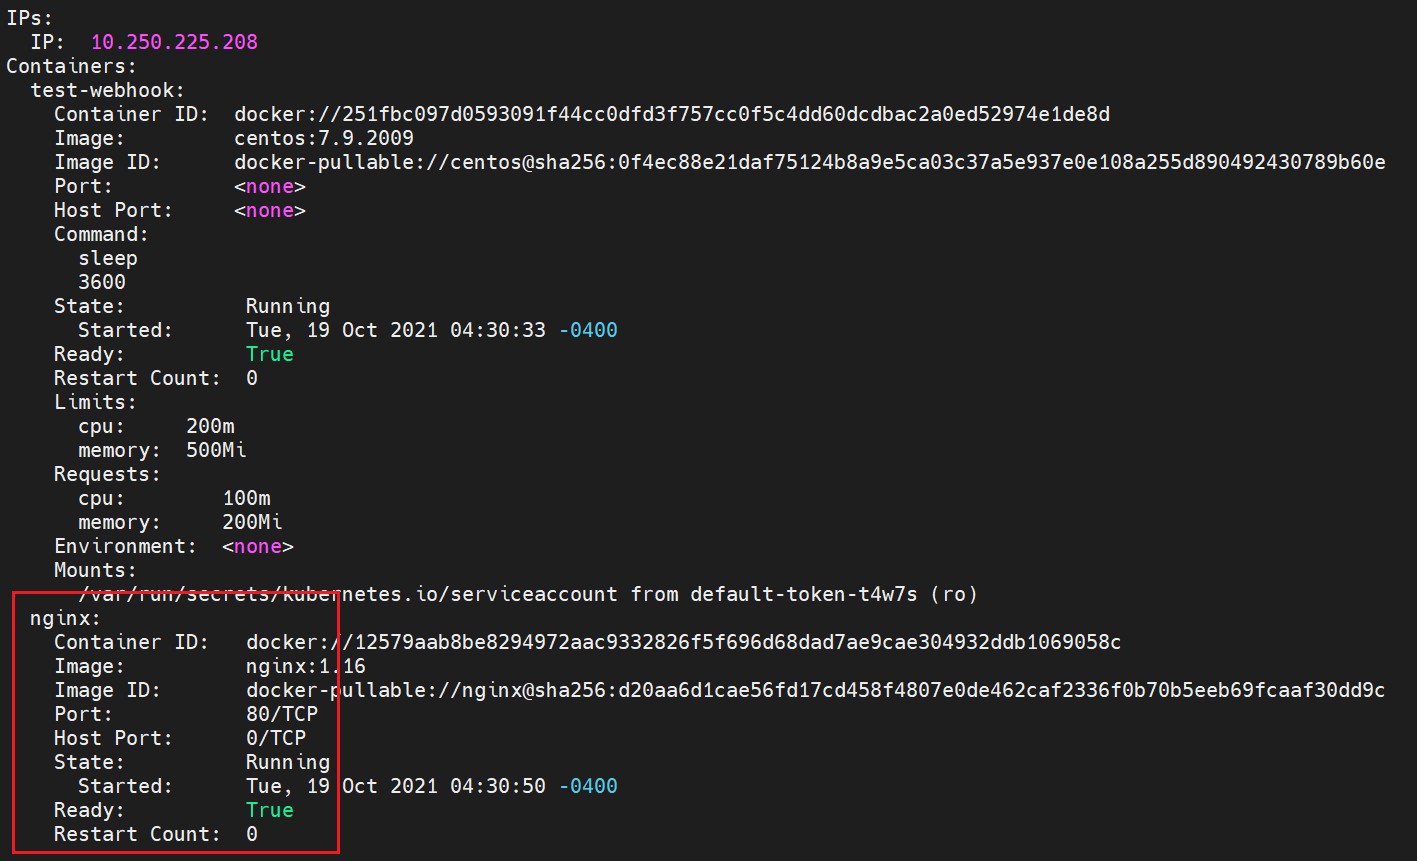 IPs:
IP: 10.250.225.208
Containers:
test-webhook:
Container ID: docker://251fbc097d0593091f44cc0dfd3f757cc0f5c4dd60dcdbac2a0ed52974e1de8d
Image: centos:7.9.2009
Image ID: docker-pullable://centos@sha256:0f4ec88e21daf75124b8a9e5ca03c37a5e937e0e108a255d890492430789b60e
Port: <none>
Host Port: <none>
Command:
sleep
3600
State: Running
Started: Tue, 19 Oct 2021 04:30:33 -0400
Ready: True
Restart Count: 0
Limits:
cpu: 200m
memory: 500Mi
Requests:
cpu: 100m
memory: 200Mi
Environment: <none>
Mounts:
/var/run/secrets/kubernetes.io/serviceaccount from default-token-t4w7s (ro)
nginx:
Container ID: docker://12579aab8be8294972aac9332826f5f696d68dad7ae9cae304932ddb1069058c
Image: nginx:1.16
Image ID: docker-pullable://nginx@sha256:d20aa6d1cae56fd17cd458f4807e0de462caf2336f0b70b5eeb69fcaaf30dd9c
Port: 80/TCP
Host Port: 0/TCP
State: Running
Started: Tue, 19 Oct 2021 04:30:50 -0400
Ready: True
Restart Count: 0